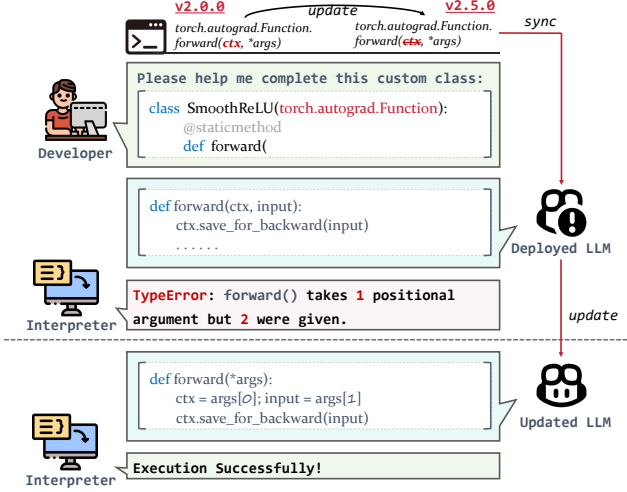 v2.0.0
update
v2.5.0
torch.autograd.Function.
forward(ctx, *args)
torch.autograd.Function.
forward(ctx, *args)
sync
Please help me complete this custom class:
class SmoothReLU(torch.autograd.Function):
@staticmethod
def forward(
Developer
def forward(ctx, input):
ctx.save_for_backward(input)
......
Deployed LLM
TypeError: forward() takes 1 positional
argument but 2 were given.
Interpreter
update
def forward(*args):
ctx = args[0]; input = args[1]
ctx.save_for_backward(input)
Updated LLM
Execution Successfully!
Interpreter